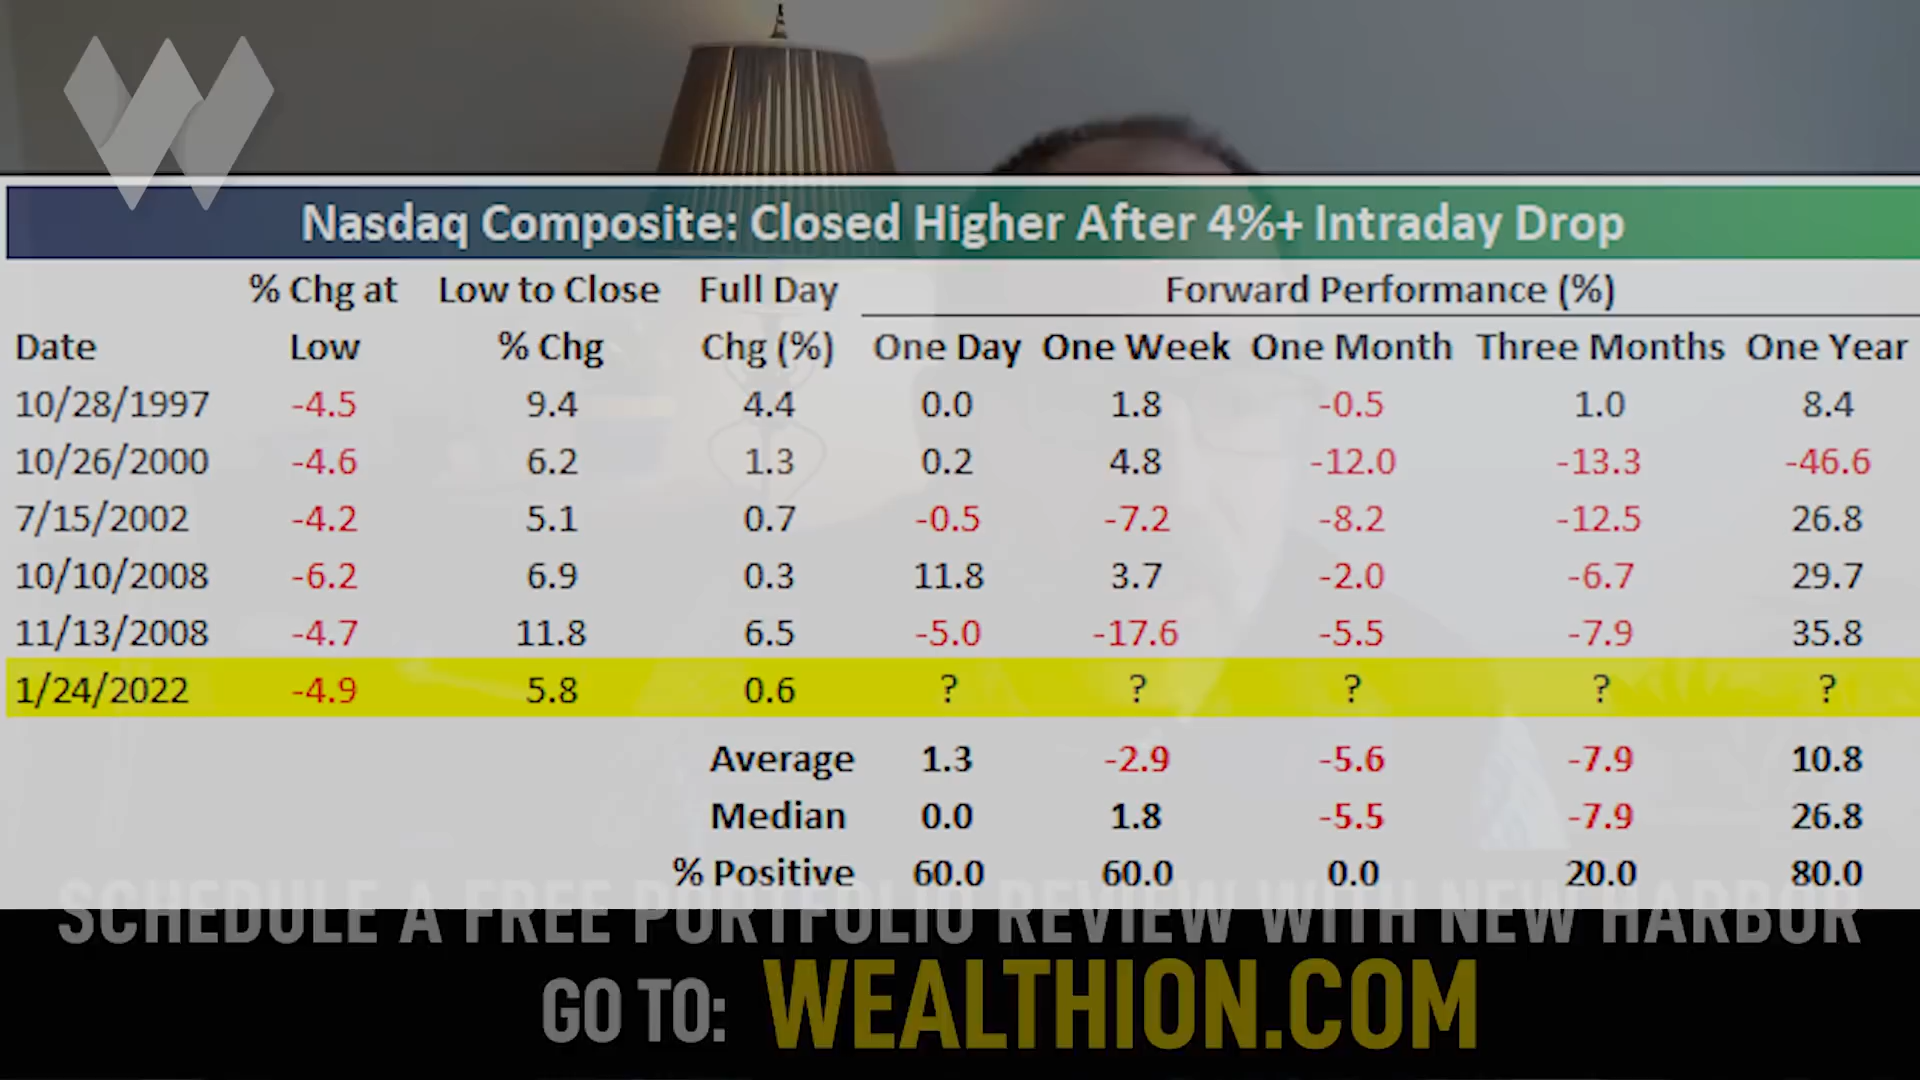 Nasdaq Composite: Closed Higher After 4%+ Intraday Drop
% Chg at Low to Close Full Day Forward Performance (%)
Date Low % Chg Chg (%) One Day One Week One Month Three Months One Year
10/28/1997 -4.5 9.4 4.4 0.0 1.8 -0.5 1.0 8.4
10/26/2000 -4.6 6.2 1.3 0.2 4.8 -12.0 -13.3 -46.6
7/15/2002 -4.2 5.1 0.7 -0.5 -7.2 -8.2 -12.5 26.8
10/10/2008 -6.2 6.9 0.3 11.8 3.7 -2.0 -6.7 29.7
11/13/2008 -4.7 11.8 6.5 -5.0 -17.6 -5.5 -7.9 35.8
1/24/2022 -4.9 5.8 0.6 ? ? ? ? ?
Average 1.3 -2.9 -5.6 -7.9 10.8
Median 0.0 1.8 -5.5 -7.9 26.8
% Positive 60.0 60.0 0.0 20.0 80.0
SCHEDULE A FREE PORTFOLIO REVIEW WITH NEW HARBOR
GO TO: WEALTHION.COM